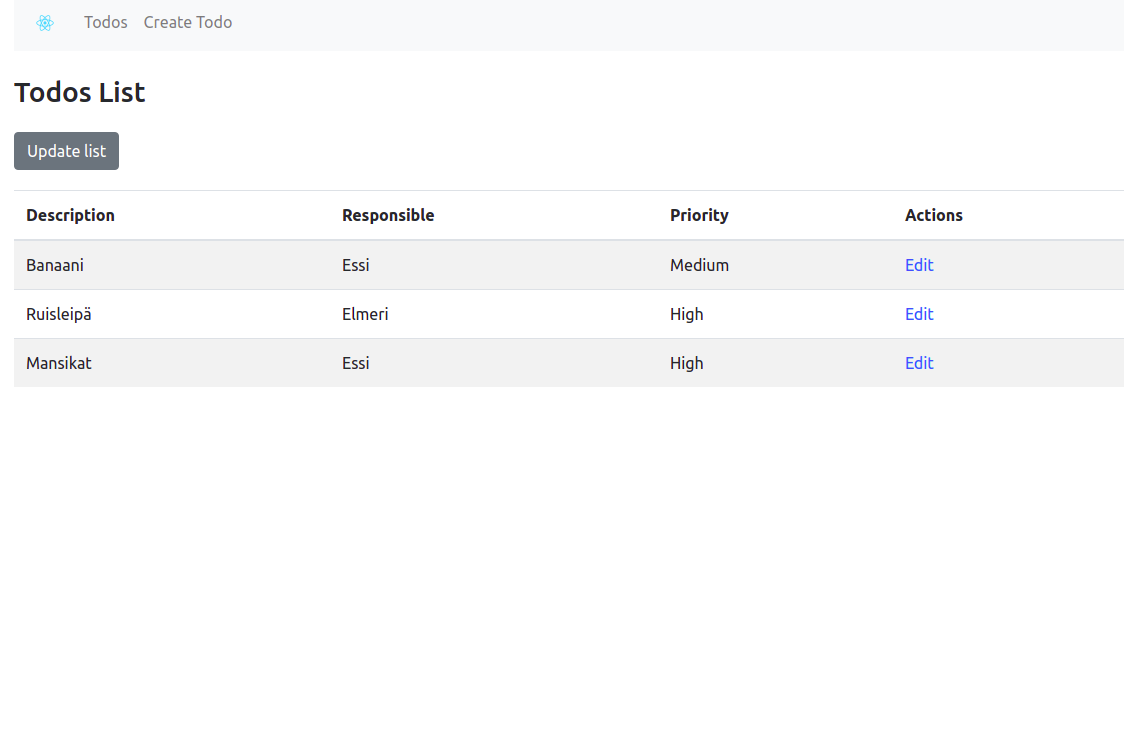 Todos Create Todo
Todos List
Update list
Description Responsible Priority Actions
Banaani Essi Medium Edit
Ruisleipä Elmeri High Edit
Mansikat Essi High Edit